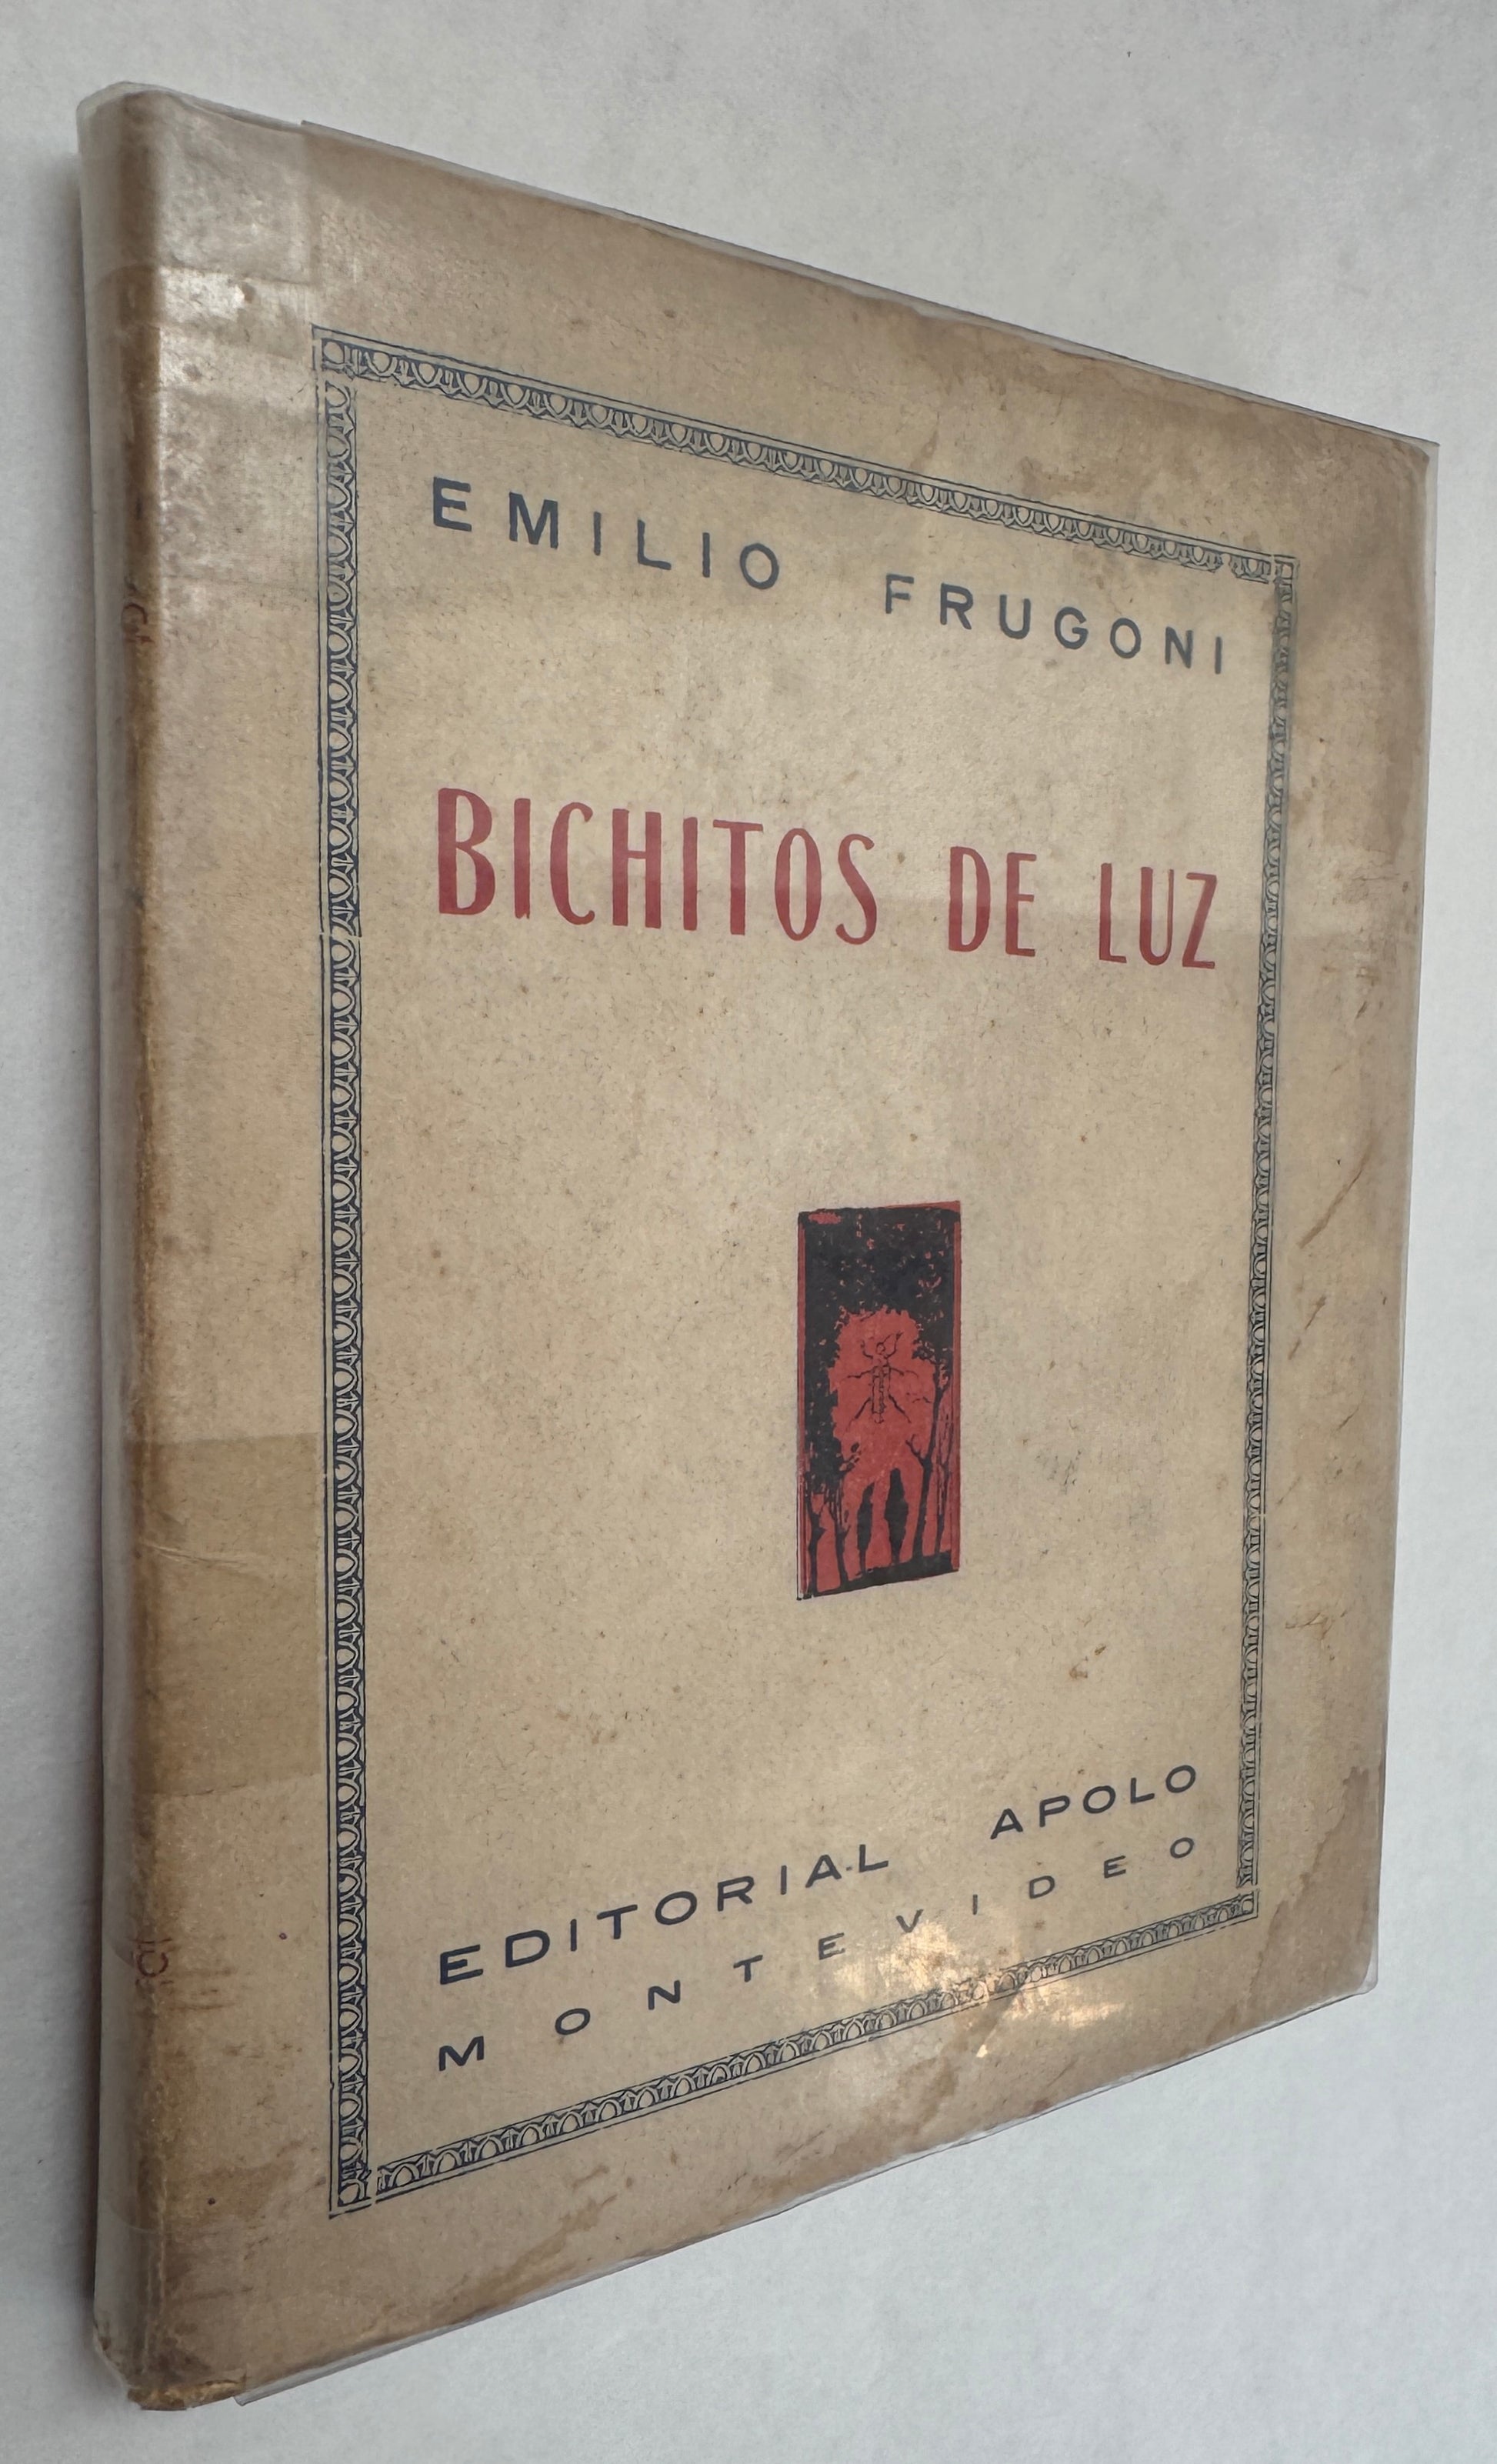 EMILIO FRUGONI
BICHITOS DE LUZ
EDITORIAL APOLO
MONTEVIDEO